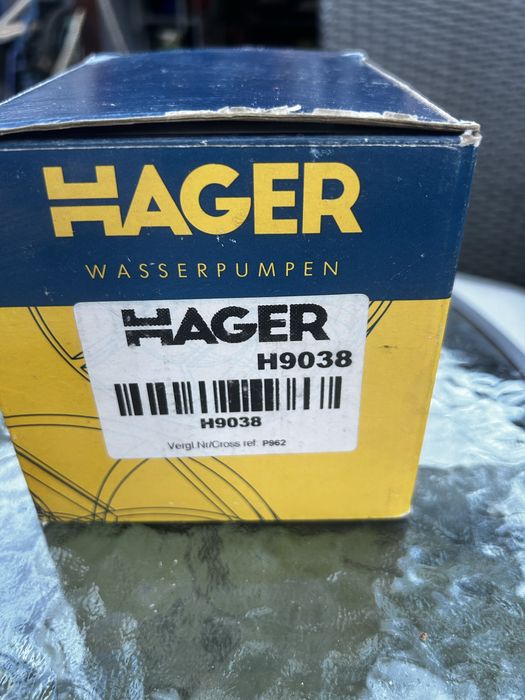 HAGER
WASSERPUMPEN
HAGER
H9038
H9038
Vergl.Nr/Cross ref: P962